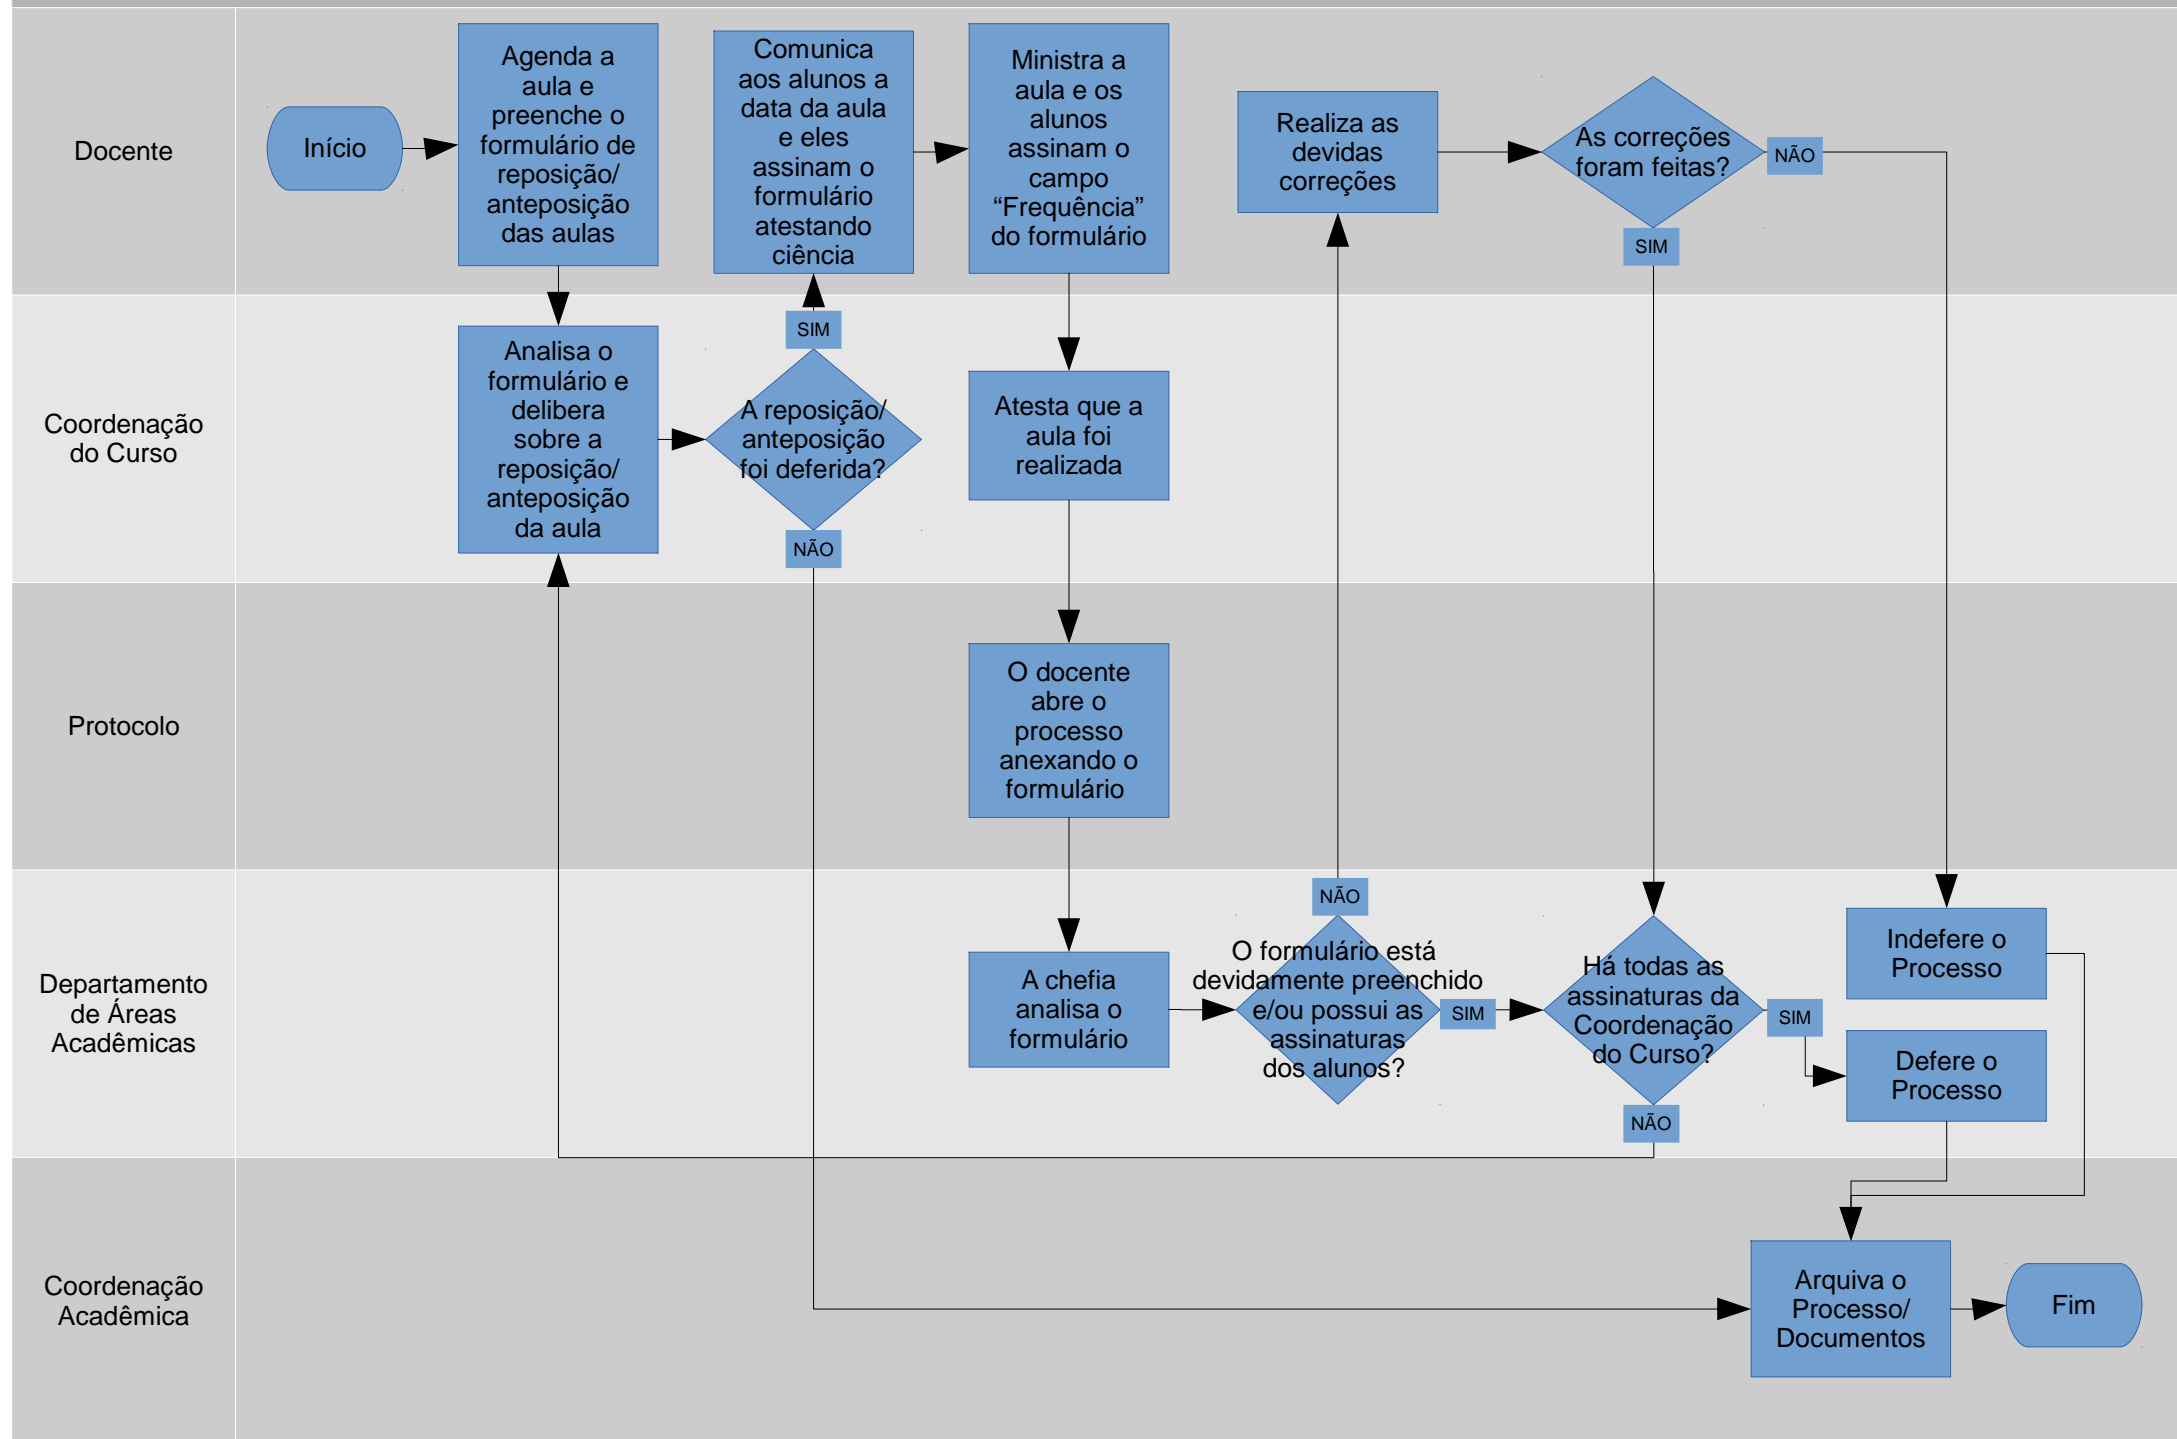 Docente
Início
Agenda a
aula e
preenche o
formulário de
reposição/
anteposição
das aulas
Comunica
aos alunos a
data da aula
e eles
assinam o
formulário
atestando
ciência
Ministra a
aula e os
alunos
assinam o
campo
“Frequência”
do formulário
Realiza as
devidas
correções
As correções
foram feitas?
NÃO
SIM
Coordenação
do Curso
Analisa o
formulário e
delibera
sobre a
reposição/
anteposição
da aula
SIM
A reposição/
anteposição
foi deferida?
NÃO
Atesta que a
aula foi
realizada
Protocolo
O docente
abre o
processo
anexando o
formulário
Departamento
de Áreas
Acadêmicas
A chefia
analisa o
formulário
NÃO
O formulário está
devidamente preenchido
e/ou possui as
assinaturas
dos alunos?
SIM
Há todas as
assinaturas da
Coordenação
do Curso?
SIM
NÃO
Indefere o
Processo
Defere o
Processo
Coordenação
Acadêmica
Arquiva o
Processo/
Documentos
Fim